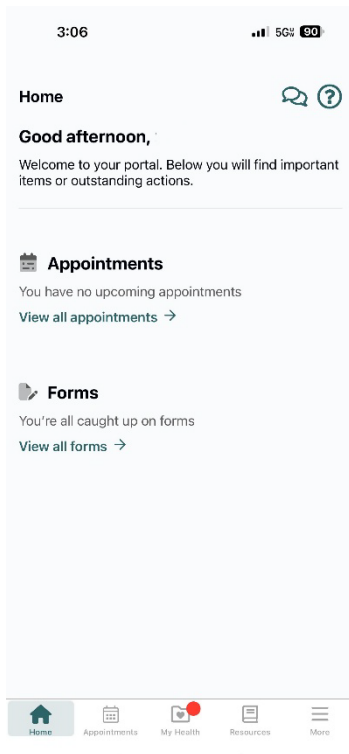 3:06 5G 90
Home
Good afternoon,
Welcome to your portal. Below you will find important
items or outstanding actions.
Appointments
You have no upcoming appointments
View all appointments →
Forms
You're all caught up on forms
View all forms →
Home Appointments My Health Resources More